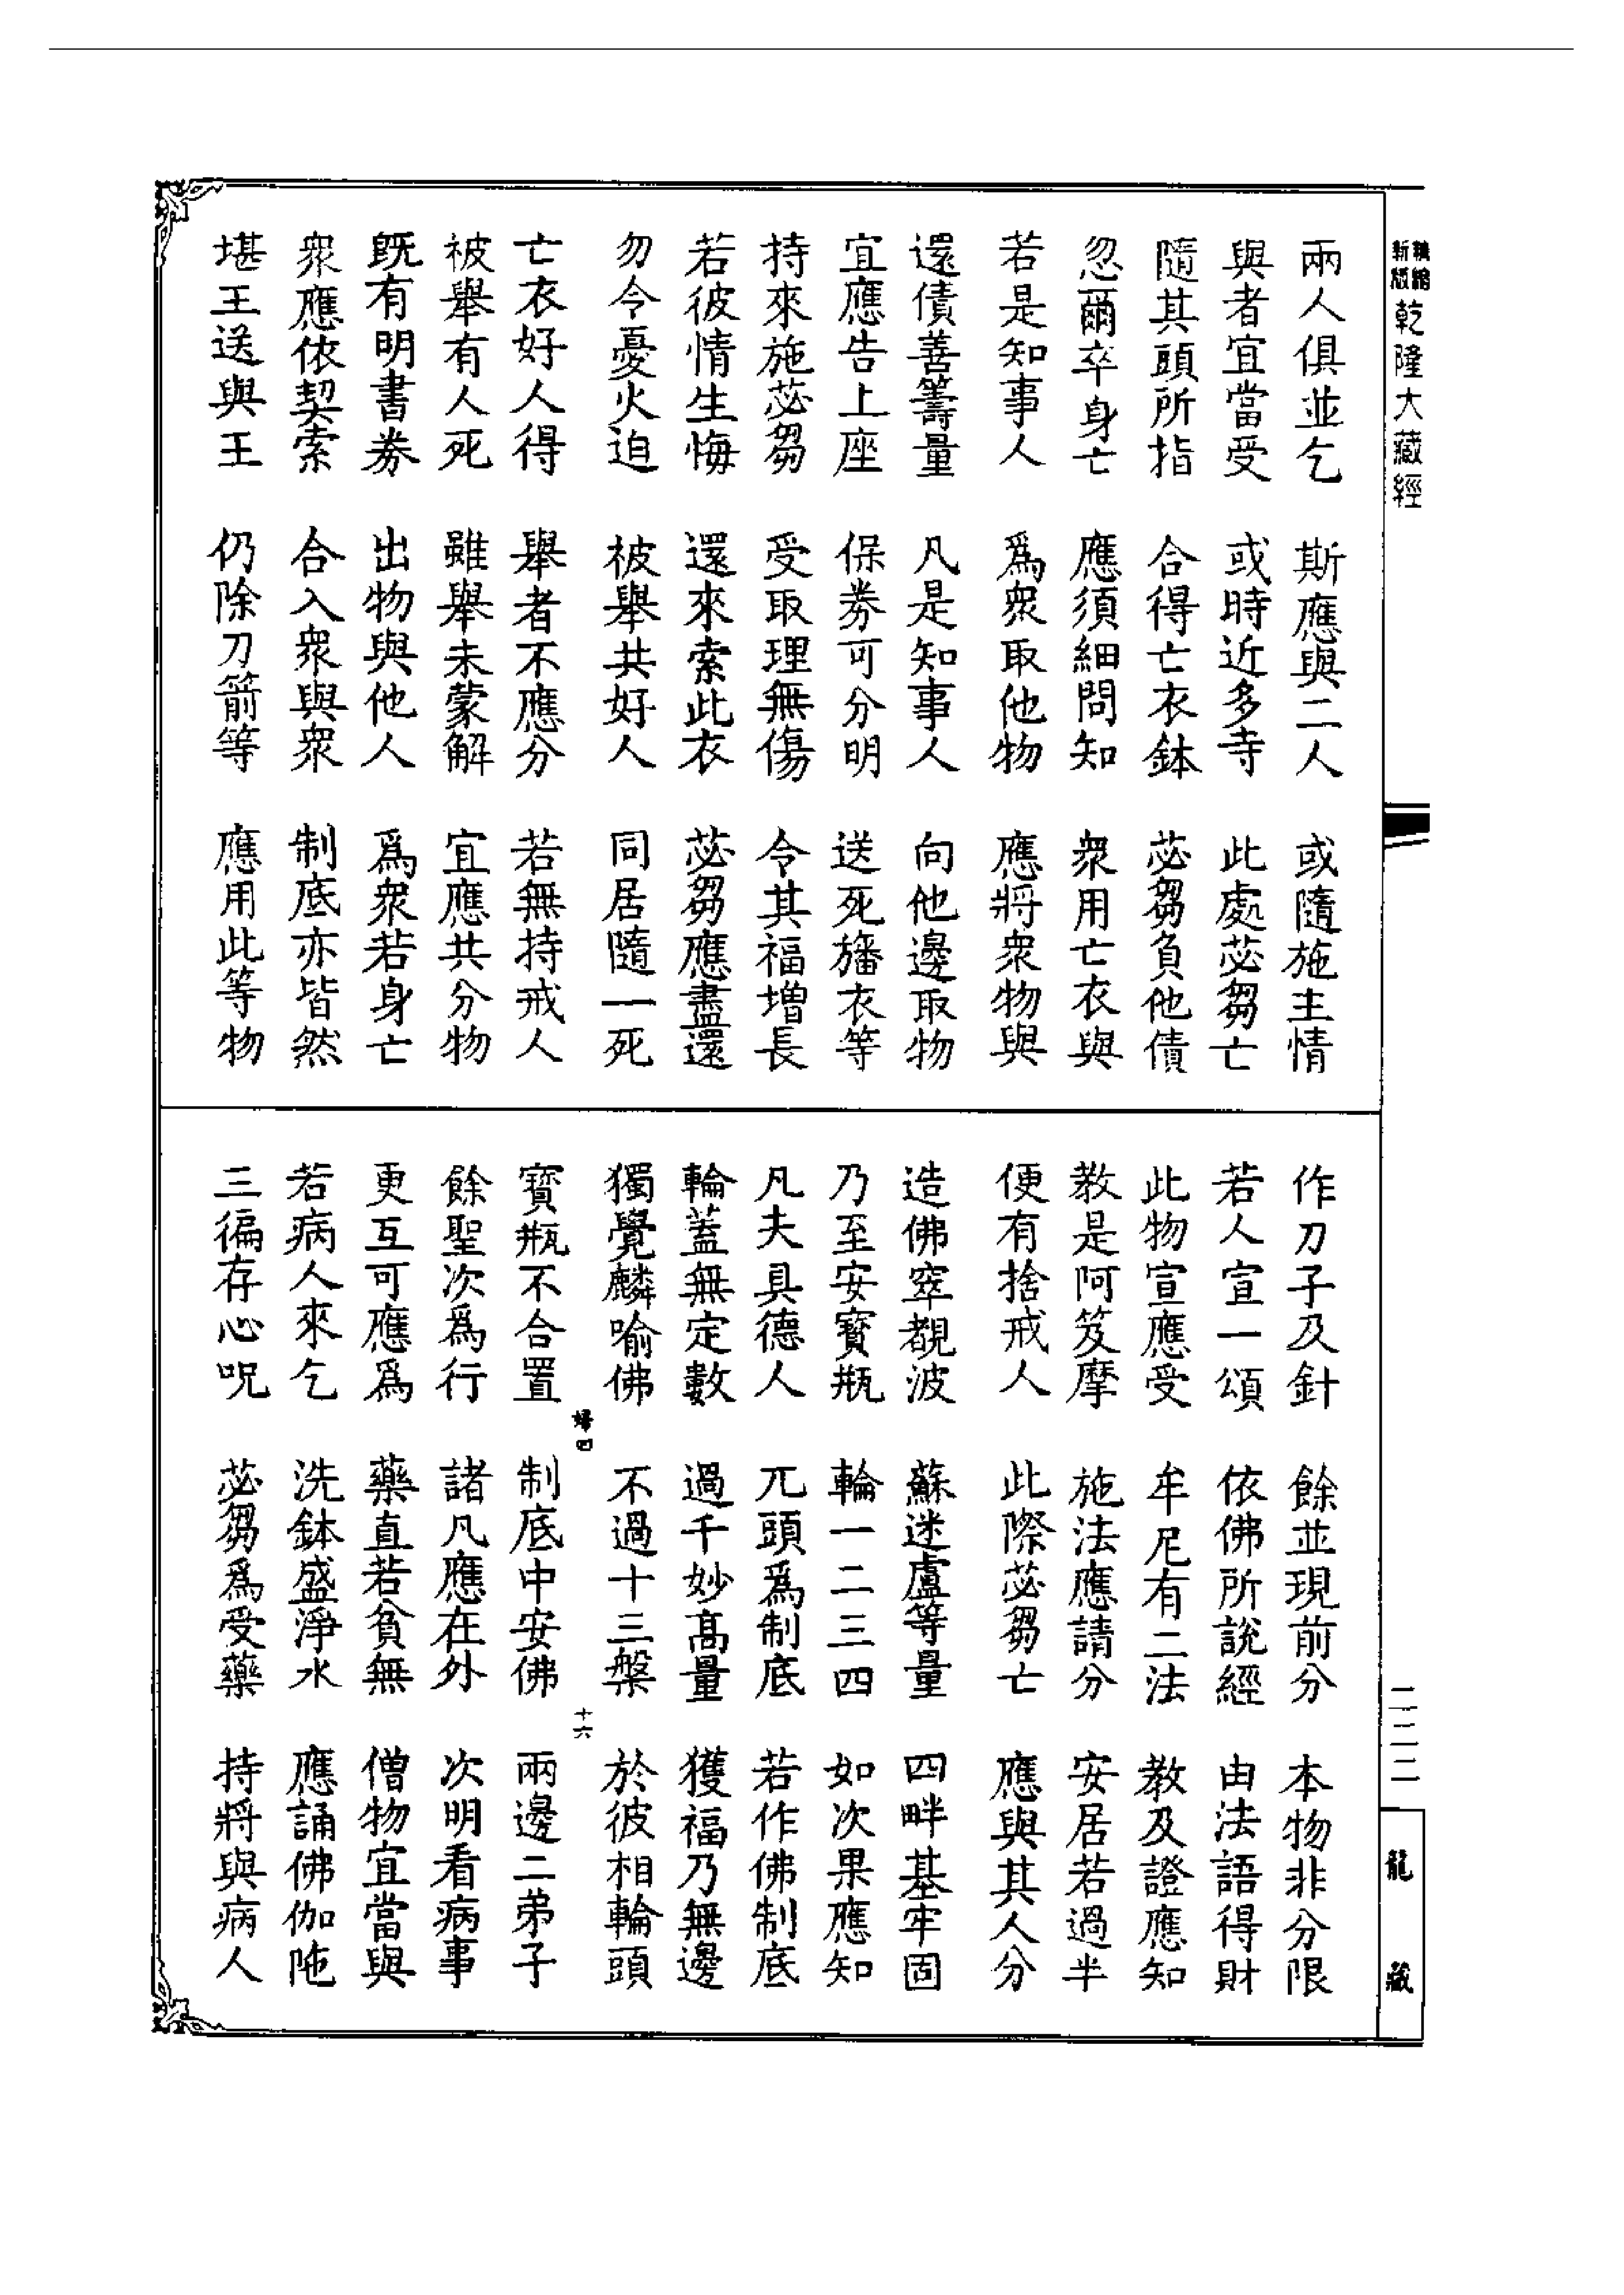 新版 乾隆大藏經
兩人俱並乞　斯應與二人　或隨施主情
與者宜當受　或時近多寺　此處苾芻亡
隨其頭所指　合得亡衣鉢　苾芻負他債
忽爾卒身亡　應須細問知　衆用亡衣與
若是知事人　爲衆取他物　應將衆物與
還債善籌量　凡是知事人　向他邊取物
宜應告上座　保券可分明　送死旛衣等
持來施苾芻　受取理無傷　令其福增長
若彼情生悔　還來索此衣　苾芻應盡還
勿令憂火迫　被舉共好人　同居隨一死
亡衣好人得　舉者不應分　若無持戒人
被舉有人死　雖舉未蒙解　宜應共分物
既有明書券　出物與他人　爲衆若身亡
衆應依契索　合入衆與衆　制底亦皆然
堪王送與王　仍除刀箭等　應用此等物
作刀子及針　餘並現前分　本物非分限
若人宣一頌　依佛所說經　由法語得財
此物宣應受　牟尼有二法　教及證應知
教是阿笈摩　施法應請分　安居若過半
便有捨戒人　此際苾芻亡　應與其人分
造佛窣覩波　蘇迷盧等量　四畔基牢固
乃至安寶瓶　輪一二三四　如次果應知
凡夫具德人　兀頭爲制底　若作佛制底
輪蓋無定數　過千妙高量　獲福乃無邊
獨覺麟喻佛　不過十三槃　於彼相輪頭
十六
寶瓶不合置　制底中安佛　兩邊二弟子
餘聖次爲行　諸凡應在外　次明看病事
更互可應爲　藥直若貧無　僧物宜當與
若病人來乞　洗鉢盛淨水　應誦佛伽陁
三徧存心呪　苾芻爲受藥　持將與病人
二二二
龍藏